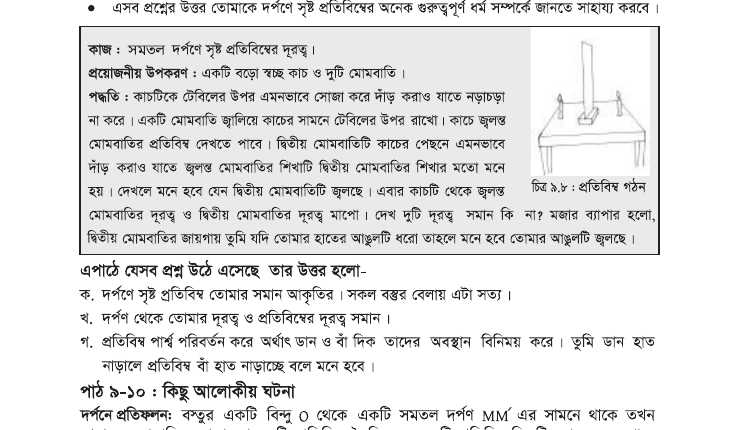 • এসব প্রশ্নের উত্তর তোমাকে দর্পণে সৃষ্ট প্রতিবিম্বের অনেক গুরুত্বপূর্ণ ধর্ম সম্পর্কে জানতে সাহায্য করবে।
কাজ : সমতল দর্পণে সৃষ্ট প্রতিবিম্বের দূরত্ব।
প্রয়োজনীয় উপকরণ : একটি বড়ো স্বচ্ছ কাচ ও দুটি মোমবাতি।
পদ্ধতি : কাচটিকে টেবিলের উপর এমনভাবে সোজা করে দাঁড় করাও যাতে নড়াচড়া
না করে। একটি মোমবাতি জ্বালিয়ে কাচের সামনে টেবিলের উপর রাখো। কাচে জ্বলন্ত
মোমবাতির প্রতিবিম্ব দেখতে পাবে। দ্বিতীয় মোমবাতিটি কাচের পেছনে এমনভাবে
দাঁড় করাও যাতে জ্বলন্ত মোমবাতির শিখাটি দ্বিতীয় মোমবাতির শিখার মতো মনে
হয়। দেখলে মনে হবে যেন দ্বিতীয় মোমবাতিটি জ্বলছে। এবার কাচটি থেকে জ্বলন্ত
চিত্র ৯.৮ : প্রতিবিম্ব গঠন
মোমবাতির দূরত্ব ও দ্বিতীয় মোমবাতির দূরত্ব মাপো। দেখ দুটি দূরত্ব সমান কি না? মজার ব্যাপার হলো,
দ্বিতীয় মোমবাতির জায়গায় তুমি যদি তোমার হাতের আঙুলটি ধরো তাহলে মনে হবে তোমার আঙুলটি জ্বলছে।
এপাঠে যেসব প্রশ্ন উঠে এসেছে তার উত্তর হলো-
ক. দর্পণে সৃষ্ট প্রতিবিম্ব তোমার সমান আকৃতির। সকল বস্তুর বেলায় এটা সত্য।
খ. দর্পণ থেকে তোমার দূরত্ব ও প্রতিবিম্বের দূরত্ব সমান।
গ. প্রতিবিম্ব পার্শ্ব পরিবর্তন করে অর্থাৎ ডান ও বাঁ দিক তাদের অবস্থান বিনিময় করে। তুমি ডান হাত
নাড়ালে প্রতিবিম্ব বাঁ হাত নাড়াচ্ছে বলে মনে হবে।
পাঠ ৯-১০ : কিছু আলোকীয় ঘটনা
দর্পনে প্রতিফলন: বস্তুর একটি বিন্দু O থেকে একটি সমতল দর্পণ MM´ এর সামনে থাকে তখন